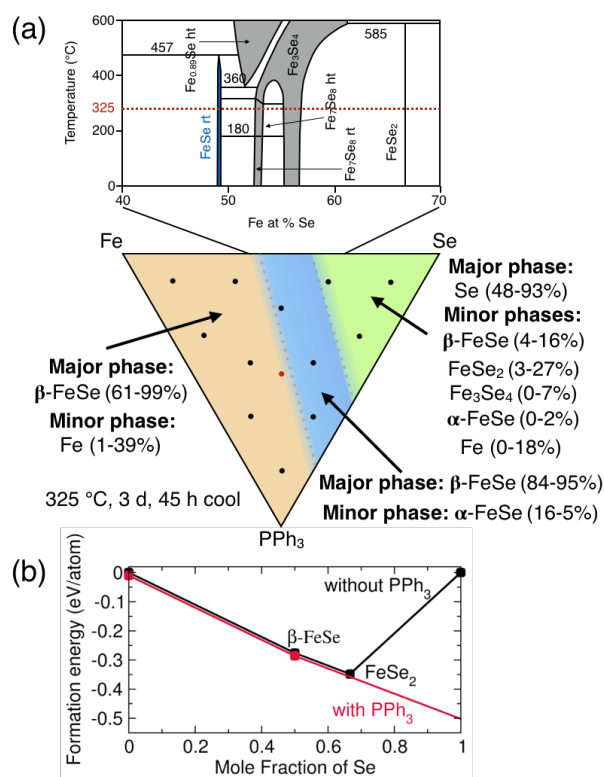 (a)
600
400
325
200
0
Temperature (°C)
457
585
360
180
Fe0.89Se ht
Fe3Se4
Fe7Se8 ht
Fe7Se8 rt
FeSe rt
FeSe2
40 50 60 70
Fe at % Se
Fe
Se
Major phase:
Se (48-93%)
Minor phases:
β-FeSe (4-16%)
FeSe2 (3-27%)
Fe3Se4 (0-7%)
α-FeSe (0-2%)
Fe (0-18%)
Major phase:
β-FeSe (61-99%)
Minor phase:
Fe (1-39%)
Major phase: β-FeSe (84-95%)
Minor phase: α-FeSe (16-5%)
325 °C, 3 d, 45 h cool
PPh3
(b)
Formation energy (eV/atom)
0
-0.1
-0.2
-0.3
-0.4
-0.5
without PPh3
β-FeSe
FeSe2
with PPh3
0 0.2 0.4 0.6 0.8 1
Mole Fraction of Se